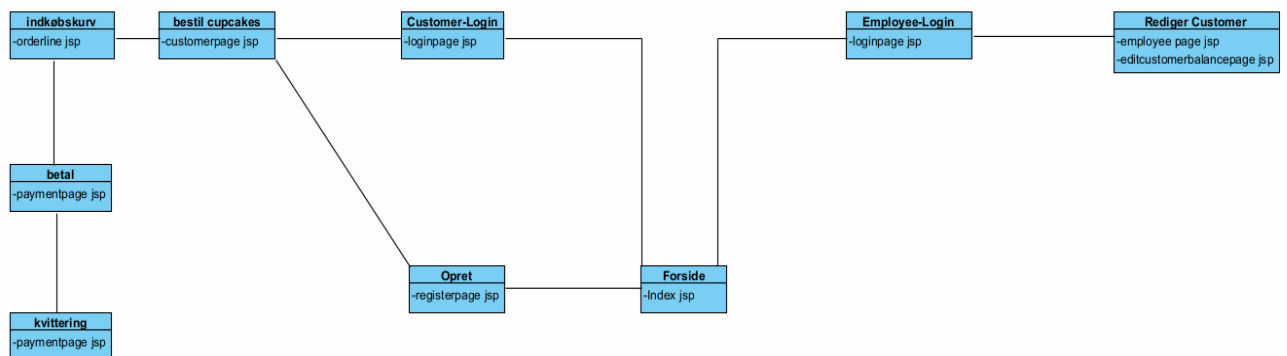 indkøbskurv
-orderline jsp
bestil cupcakes
-customerpage jsp
Customer-Login
-loginpage jsp
Employee-Login
-loginpage jsp
Rediger Customer
-employee page jsp
-editcustomerbalancepage jsp
betal
-paymentpage jsp
Opret
-registerpage jsp
Forside
-Index jsp
kvittering
-paymentpage jsp